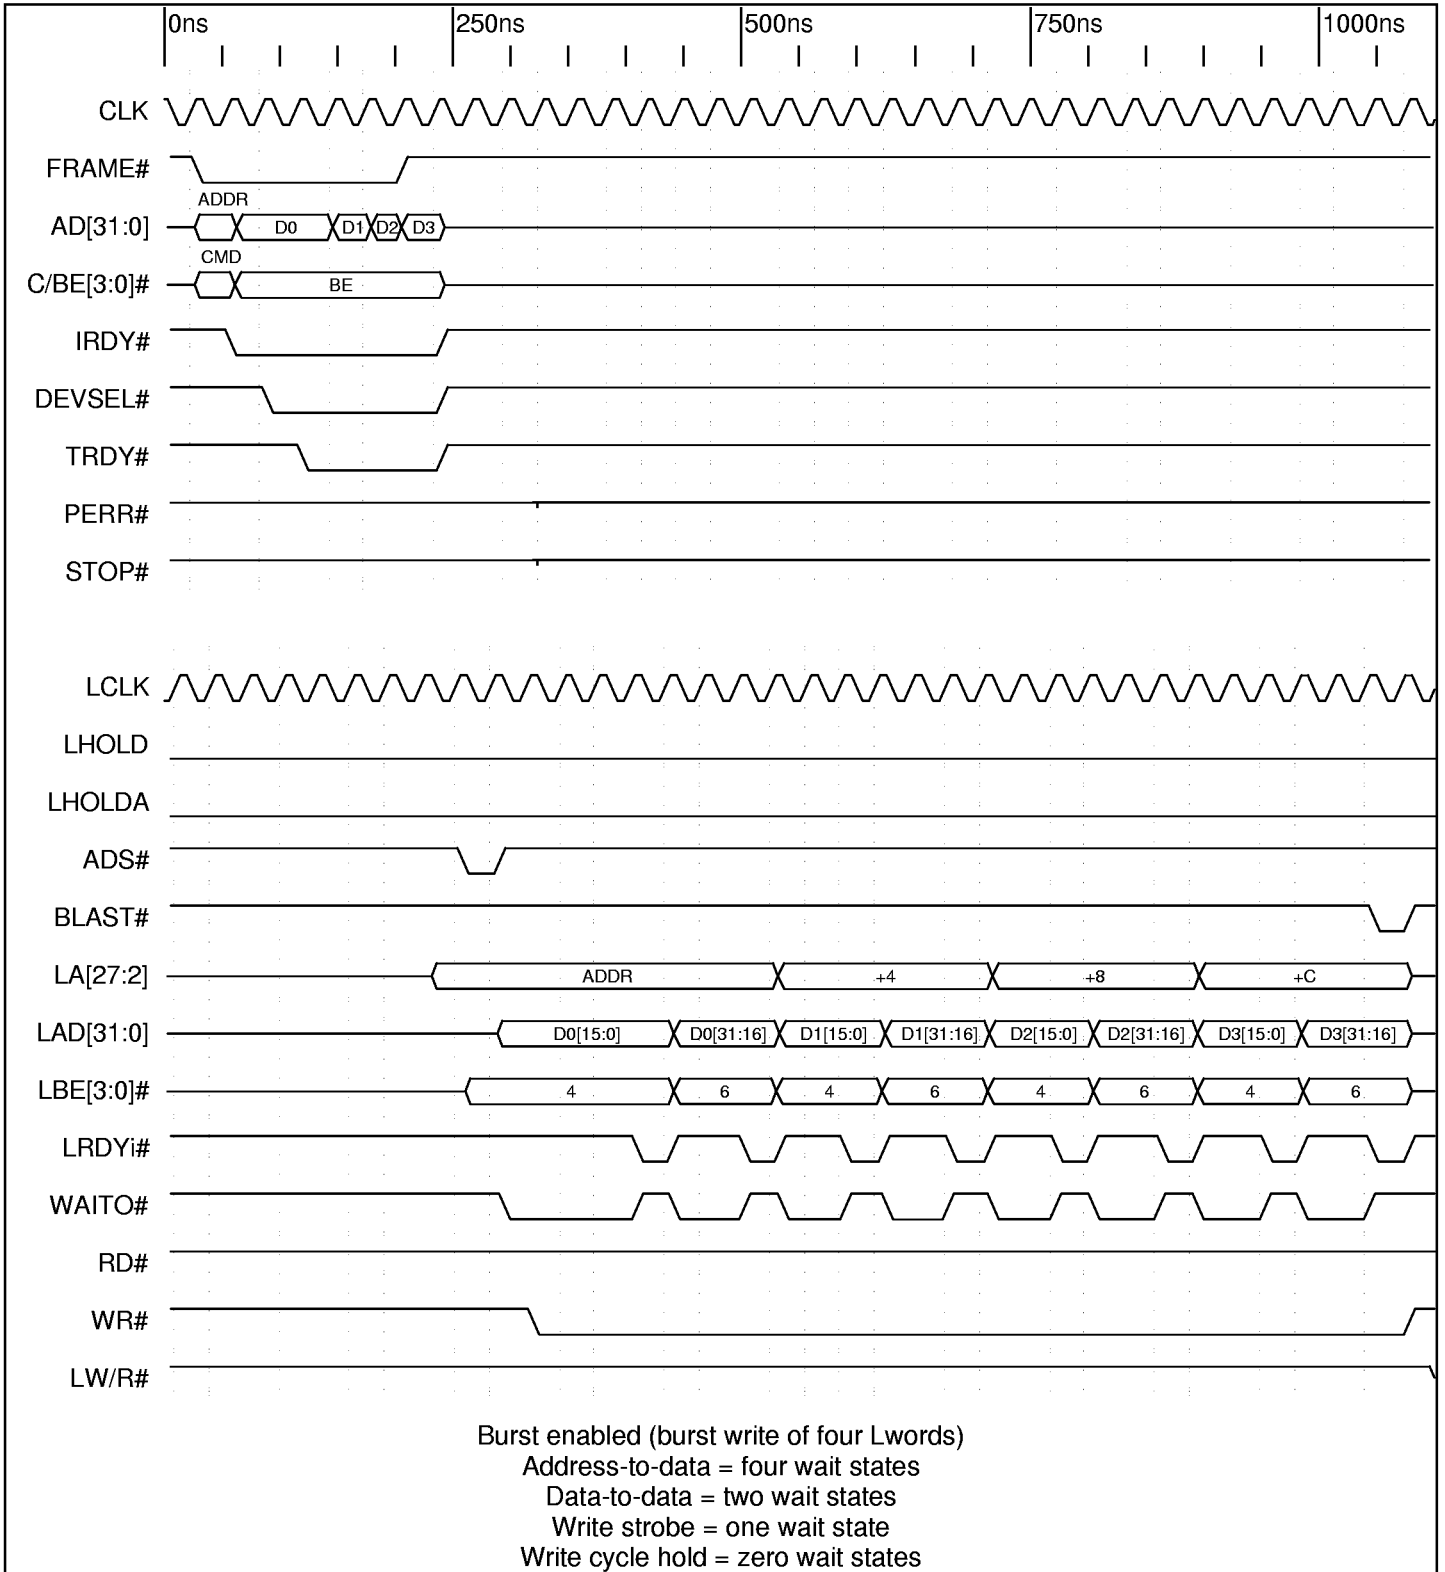 0ns 250ns 500ns 750ns 1000ns
CLK
FRAME#
ADDR
AD[31:0] D0 D1 D2 D3
CMD
C/BE[3:0]# BE
IRDY#
DEVSEL#
TRDY#
PERR#
STOP#
LCLK
LHOLD
LHOLDA
ADS#
BLAST#
LA[27:2] ADDR +4 +8 +C
LAD[31:0] D0[15:0] D0[31:16] D1[15:0] D1[31:16] D2[15:0] D2[31:16] D3[15:0] D3[31:16]
LBE[3:0]# 4 6 4 6 4 6 4 6
LRDYi#
WAITO#
RD#
WR#
LW/R#
Burst enabled (burst write of four Lwords)
Address-to-data = four wait states
Data-to-data = two wait states
Write strobe = one wait state
Write cycle hold = zero wait states